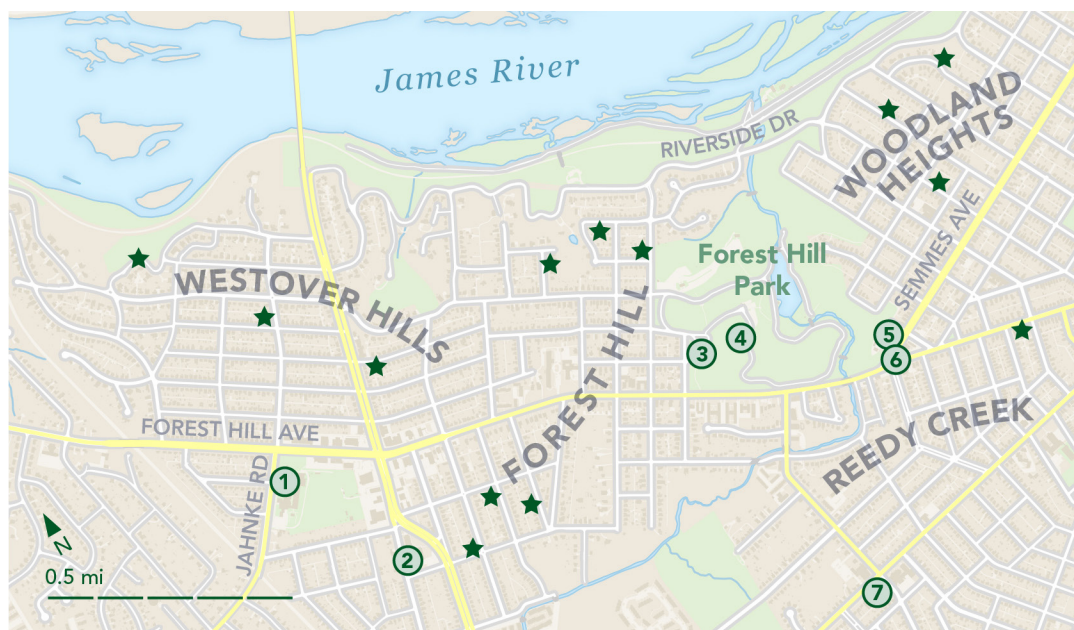 James River
WOODLAND
HEIGHTS
RIVERSIDE DR
Forest Hill
Park
WESTOVER HILLS
SEMMES AVE
FOREST HILL
5
4
3
6
REEDY CREEK
FOREST HILL AVE
1
JAHNKE RD
2
N
0.5 mi
7